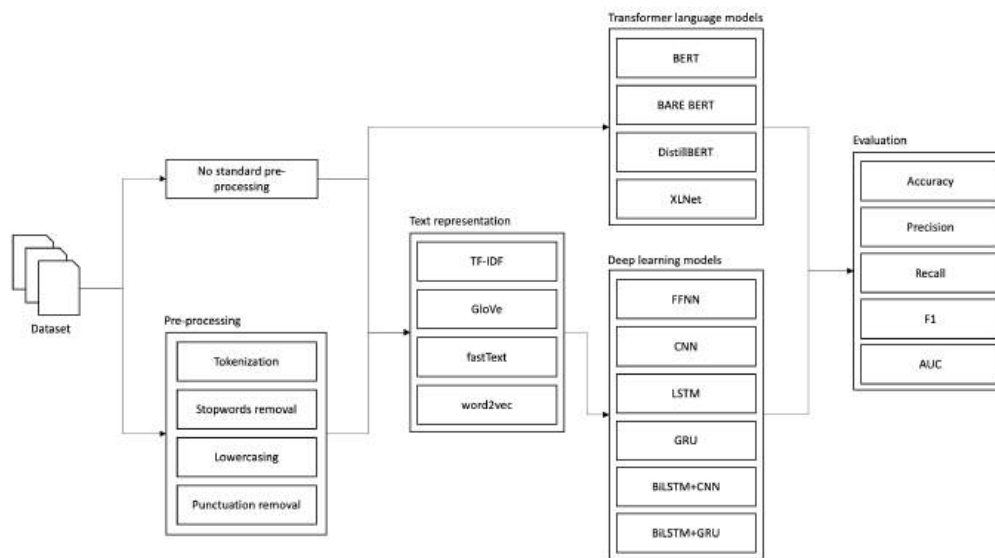 Transformer language models
BERT
BARE BERT
DistillBERT
XLNet
No standard pre-
processing
Text representation
TF-IDF
GloVe
fastText
word2vec
Dataset
Pre-processing
Tokenization
Stopwords removal
Lowercasing
Punctuation removal
Deep learning models
FFNN
CNN
LSTM
GRU
BiLSTM+CNN
BiLSTM+GRU
Evaluation
Accuracy
Precision
Recall
F1
AUC